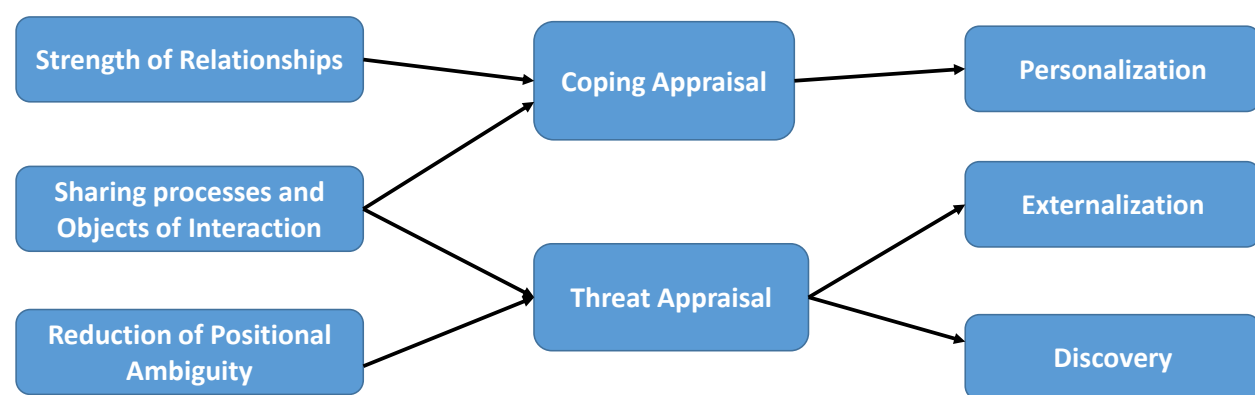 Strength of Relationships
Coping Appraisal
Personalization
Sharing processes and
Objects of Interaction
Externalization
Threat Appraisal
Reduction of Positional
Ambiguity
Discovery